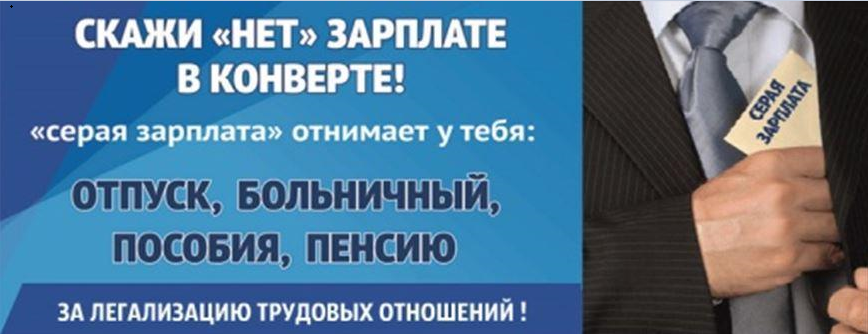 СКАЖИ «НЕТ» ЗАРПЛАТЕ
В КОНВЕРТЕ!
«серая зарплата» отнимает у тебя:
ОТПУСК, БОЛЬНИЧНЫЙ,
ПОСОБИЯ, ПЕНСИЮ
ЗА ЛЕГАЛИЗАЦИЮ ТРУДОВЫХ ОТНОШЕНИЙ !
СЕРАЯ
ЗАРПЛАТА